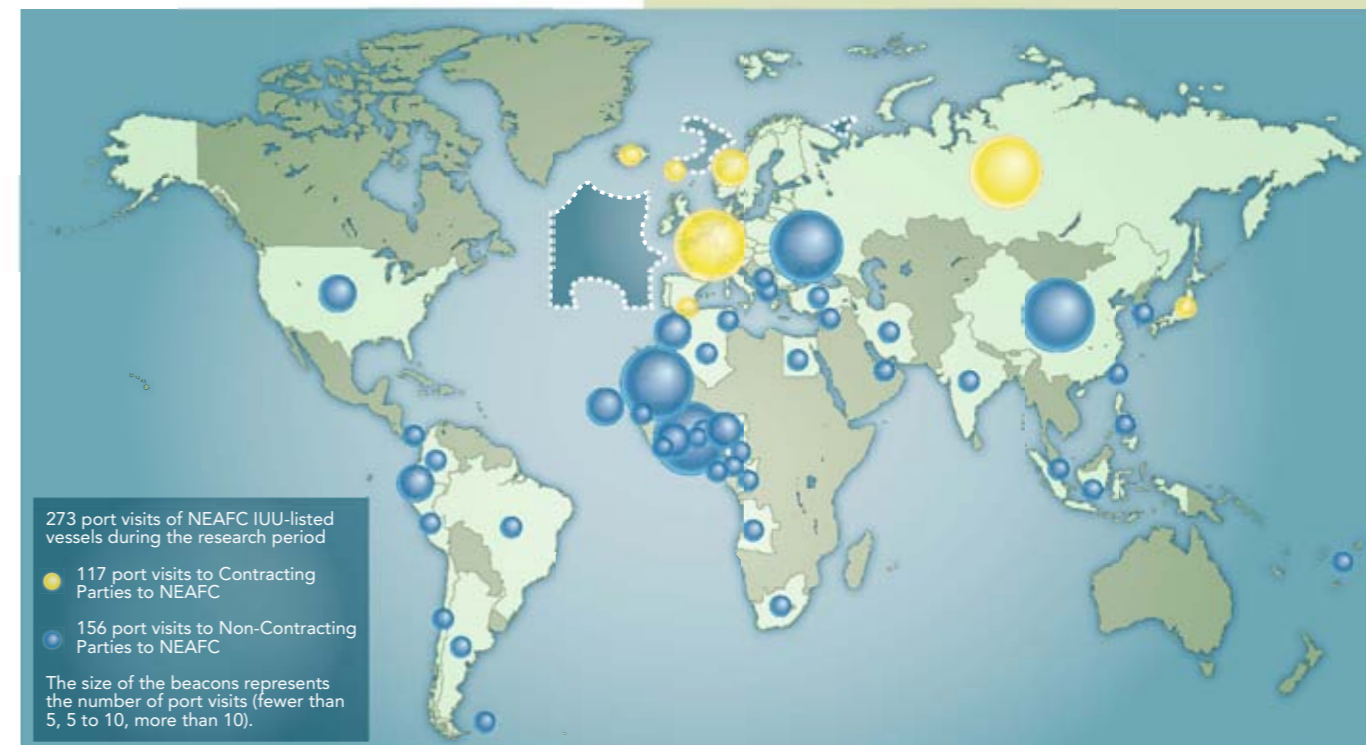 273 port visits of NEAFC IUU-listed
vessels during the research period
117 port visits to Contracting
Parties to NEAFC
156 port visits to Non-Contracting
Parties to NEAFC
The size of the beacons represents
the number of port visits (fewer than
5, 5 to 10, more than 10).